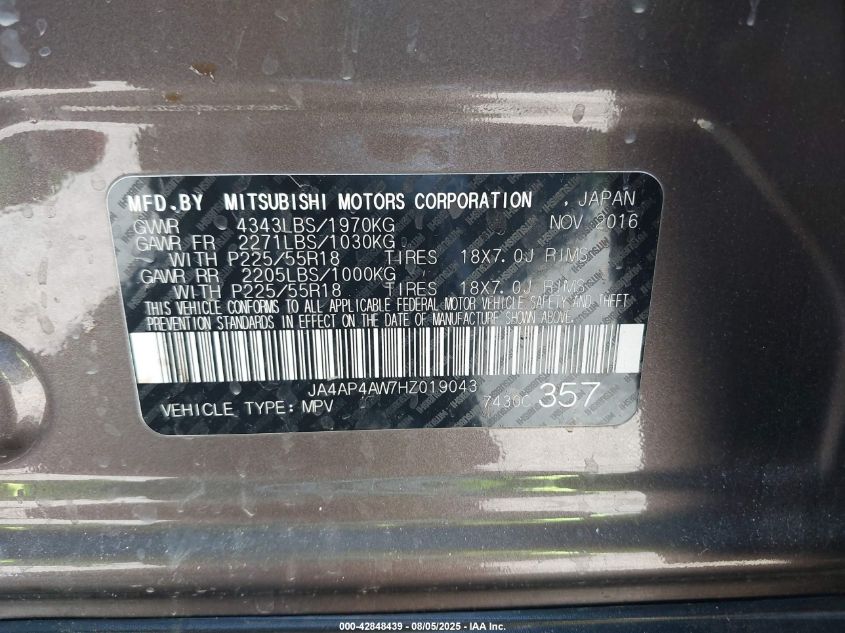 MFD.BY MITSUBISHI MOTORS CORPORATION , JAPAN
GVWR 4343LBS/1970KG NOV 2016
GAWR FR 2271LBS/1030KG
WITH P225/55R18 TIRES 18X7.0J RIMS
GAWR RR 2205LBS/1000KG
WITH P225/55R18 TIRES 18X7.0J RIMS
THIS VEHICLE CONFORMS TO ALL APPLICABLE FEDERAL MOTOR VEHICLE SAFETY AND THEFT
PREVENTION STANDARDS IN EFFECT ON THE DATE OF MANUFACTURE SHOWN ABOVE.
JA4AP4AW7HZ019043
VEHICLE TYPE: MPV 357
000-42848439 - 08/05/2025 - IAA Inc.